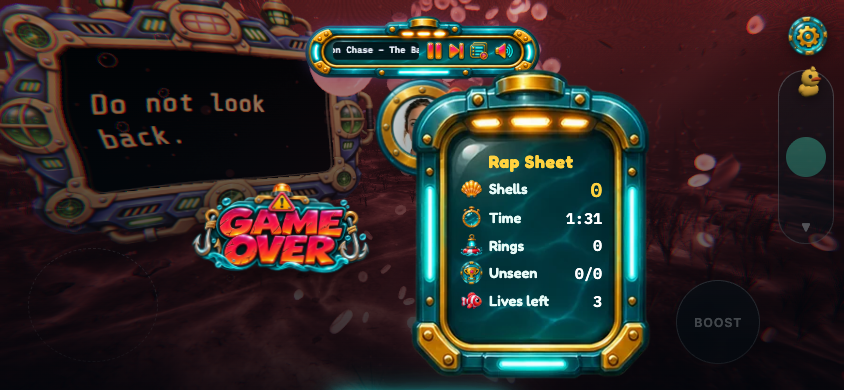 on Chase – The Ba
Do not look
back.
GAME
OVER
Rap Sheet
Shells 0
Time 1:31
Rings 0
Unseen 0/0
Lives left 3
BOOST